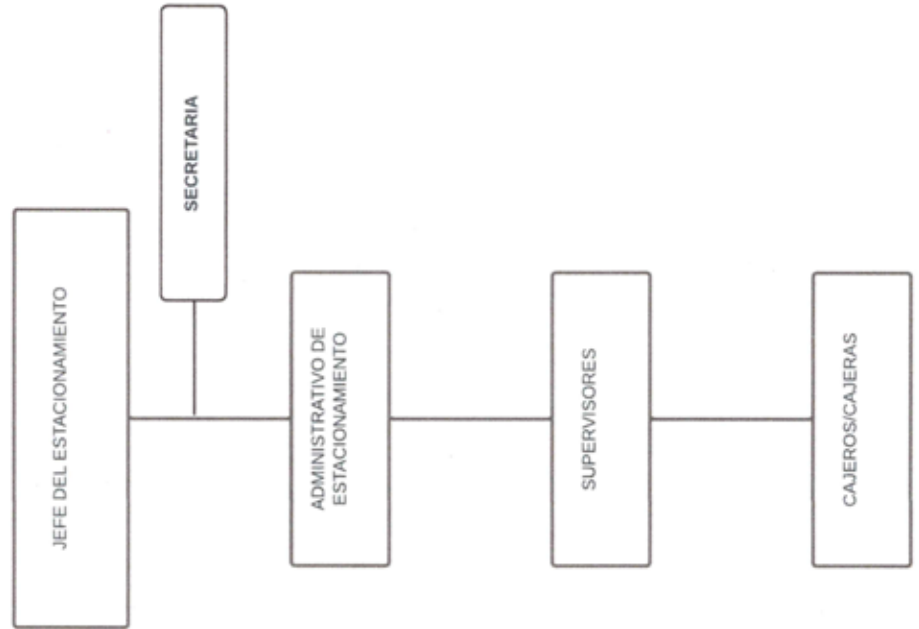 JEFE DEL ESTACIONAMIENTO
SECRETARIA
ADMINISTRATIVO DE
ESTACIONAMIENTO
SUPERVISORES
CAJEROS/CAJERAS